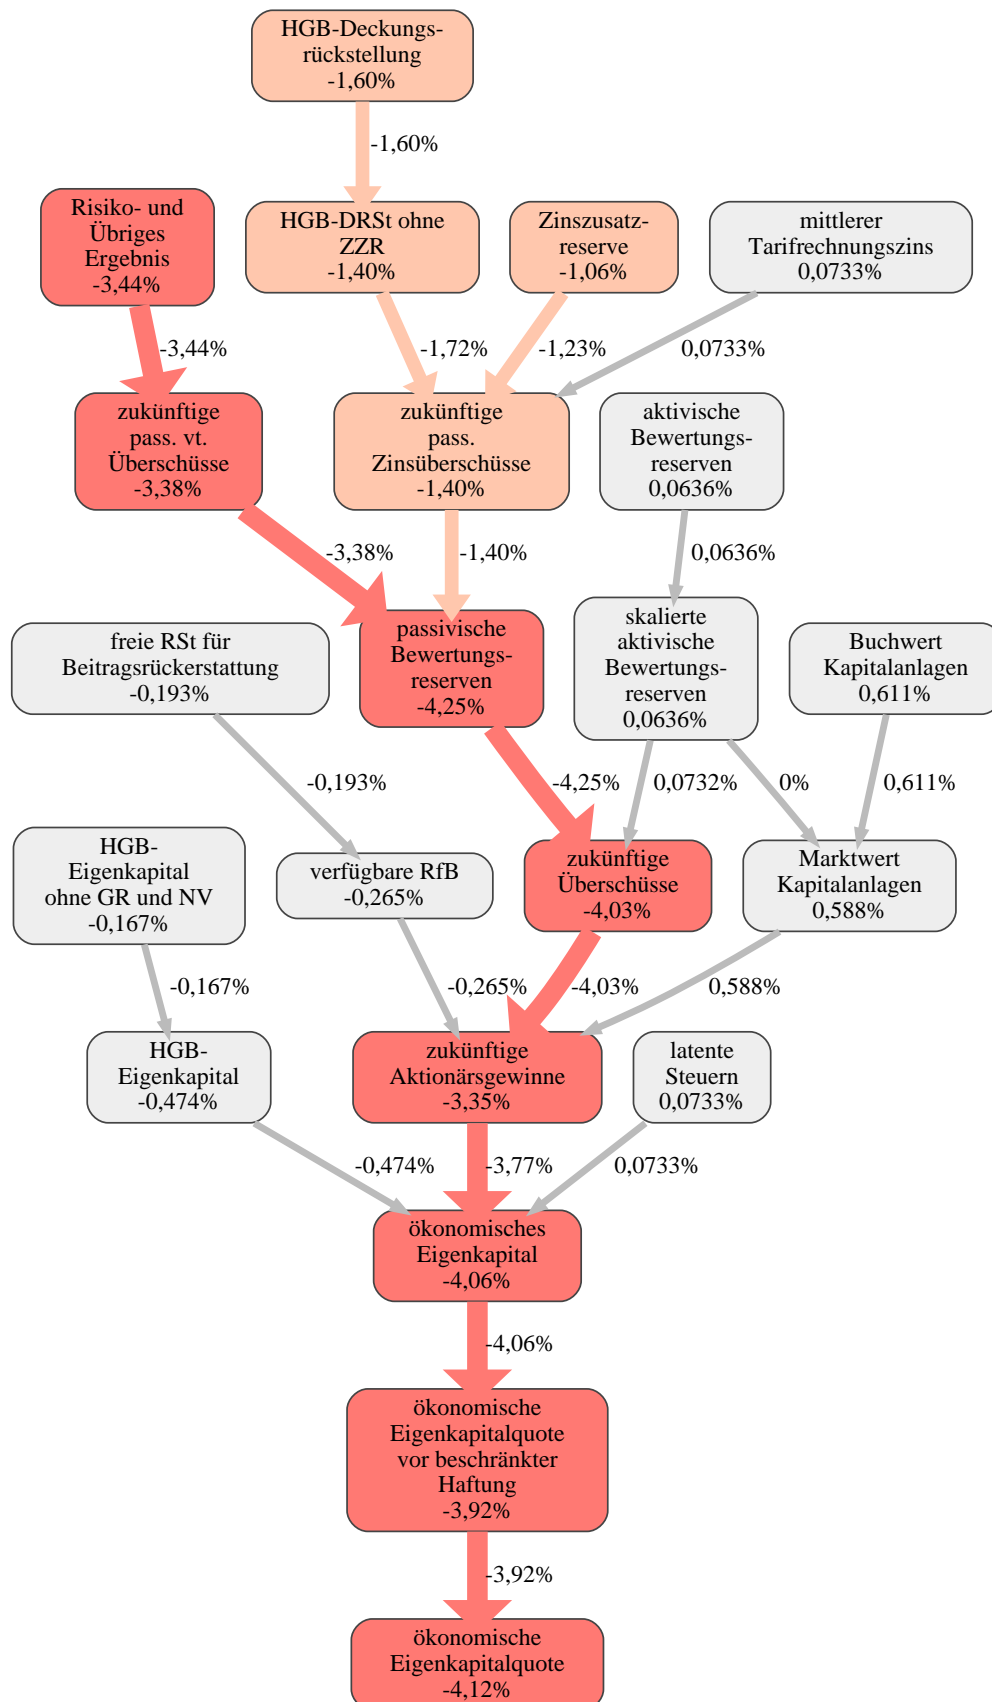 HGB-Deckungs-
rückstellung
-1,60%
-1,60%
Risiko- und
Übriges
Ergebnis
-3,44%
HGB-DRSt ohne
ZZR
-1,40%
Zinszusatz-
reserve
-1,06%
mittlerer
Tarifrechnungszins
0,0733%
-3,44%
-1,72%
-1,23%
0,0733%
zukünftige
pass. vt.
Überschüsse
-3,38%
zukünftige
pass.
Zinsüberschüsse
-1,40%
aktivische
Bewertungs-
reserven
0,0636%
-3,38%
-1,40%
0,0636%
freie RSt für
Beitragsrückerstattung
-0,193%
passivische
Bewertungs-
reserven
-4,25%
skalierte
aktivische
Bewertungs-
reserven
0,0636%
Buchwert
Kapitalanlagen
0,611%
-0,193%
-4,25%
0,0732%
0%
0,611%
HGB-
Eigenkapital
ohne GR und NV
-0,167%
verfügbare RfB
-0,265%
zukünftige
Überschüsse
-4,03%
Marktwert
Kapitalanlagen
0,588%
-0,167%
-0,265%
-4,03%
0,588%
HGB-
Eigenkapital
-0,474%
zukünftige
Aktionärsgewinne
-3,35%
latente
Steuern
0,0733%
-0,474%
-3,77%
0,0733%
ökonomisches
Eigenkapital
-4,06%
-4,06%
ökonomische
Eigenkapitalquote
vor beschränkter
Haftung
-3,92%
-3,92%
ökonomische
Eigenkapitalquote
-4,12%